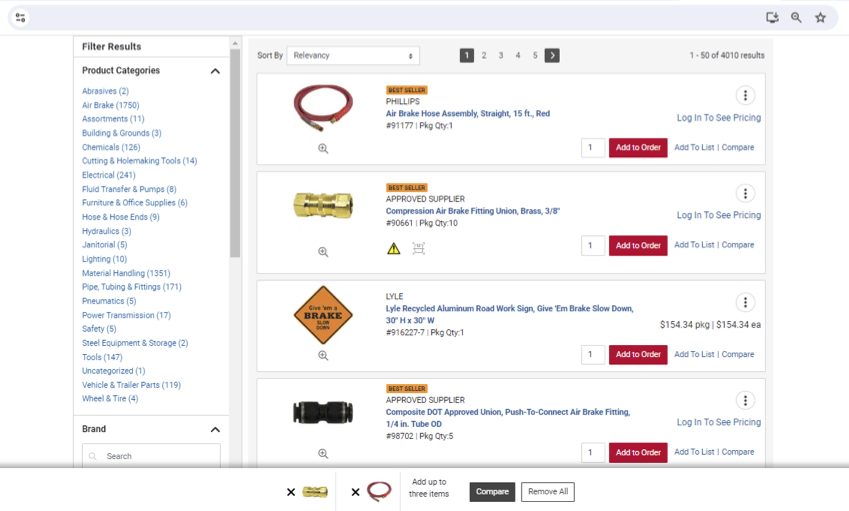 Filter Results
Product Categories
Abrasives (2)
Air Brake (1750)
Assortments (11)
Building & Grounds (3)
Chemicals (126)
Cutting & Holemaking Tools (14)
Electrical (241)
Fluid Transfer & Pumps (8)
Furniture & Office Supplies (6)
Hose & Hose Ends (9)
Hydraulics (3)
Janitorial (5)
Lighting (10)
Material Handling (1351)
Pipe, Tubing & Fittings (171)
Pneumatics (5)
Power Transmission (17)
Safety (5)
Steel Equipment & Storage (2)
Tools (147)
Uncategorized (1)
Vehicle & Trailer Parts (119)
Wheel & Tire (4)
Brand
Search
Sort By Relevancy
1 2 3 4 5
1 - 50 of 4010 results
BEST SELLER
PHILLIPS
Air Brake Hose Assembly, Straight, 15 ft., Red
#91177 | Pkg Qty:1
Log In To See Pricing
1 Add to Order Add To List | Compare
BEST SELLER
APPROVED SUPPLIER
Compression Air Brake Fitting Union, Brass, 3/8"
#90661 | Pkg Qty:10
Log In To See Pricing
1 Add to Order Add To List | Compare
Give 'em a
BRAKE
SLOW
DOWN
LYLE
Lyle Recycled Aluminum Road Work Sign, Give 'Em Brake Slow Down,
30" H x 30" W
#916227-7 | Pkg Qty:1
$154.34 pkg | $154.34 ea
1 Add to Order Add To List | Compare
BEST SELLER
APPROVED SUPPLIER
Composite DOT Approved Union, Push-To-Connect Air Brake Fitting,
1/4 in. Tube OD
#98702 | Pkg Qty:5
Log In To See Pricing
1 Add to Order Add To List | Compare
Add up to
three items
Compare
Remove All